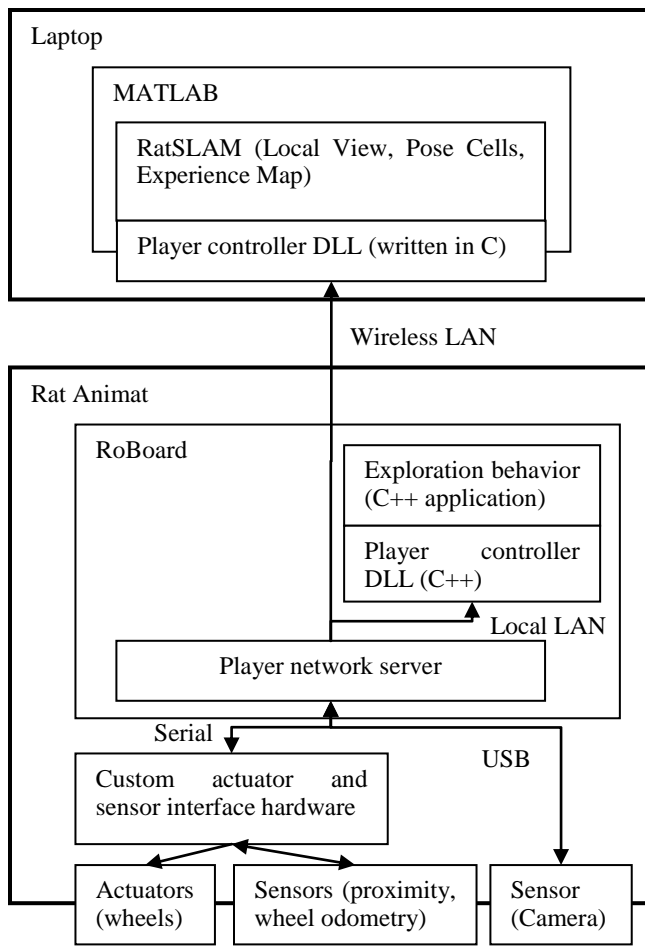 Laptop
MATLAB
RatSLAM (Local View, Pose Cells,
Experience Map)
Player controller DLL (written in C)
Wireless LAN
Rat Animat
RoBoard
Exploration behavior
(C++ application)
Player controller
DLL (C++)
Local LAN
Player network server
Serial
USB
Custom actuator and
sensor interface hardware
Actuators
(wheels)
Sensors (proximity,
wheel odometry)
Sensor
(Camera)